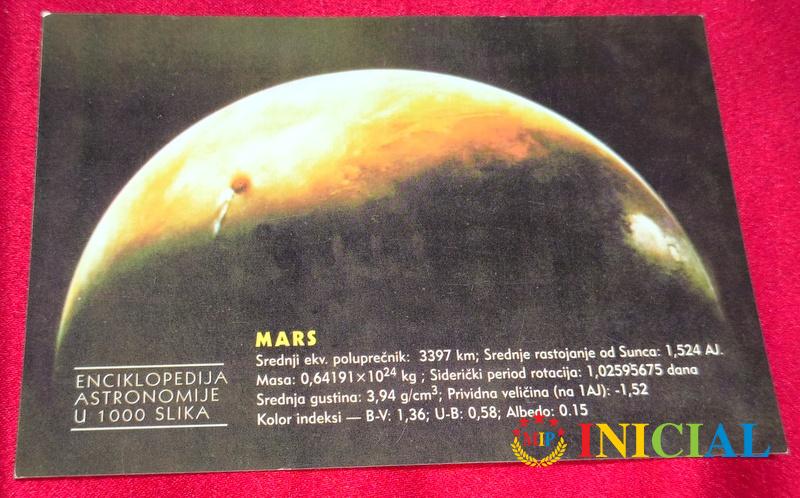 MARS
Srednji ekv. poluprečnik: 3397 km; Srednje rastojanje od Sunca: 1,524 AJ.
Masa: 0,64191×10²⁴ kg ; Siderički period rotacija: 1,02595675 dana
Srednja gustina: 3,94 g/cm³; Prividna veličina (na 1AJ): -1,52
Kolor indeksi — B-V: 1,36; U-B: 0,58; Albedo: 0.15
ENCIKLOPEDIJA
ASTRONOMIJE
U 1000 SLIKA
MIP
INICIAL